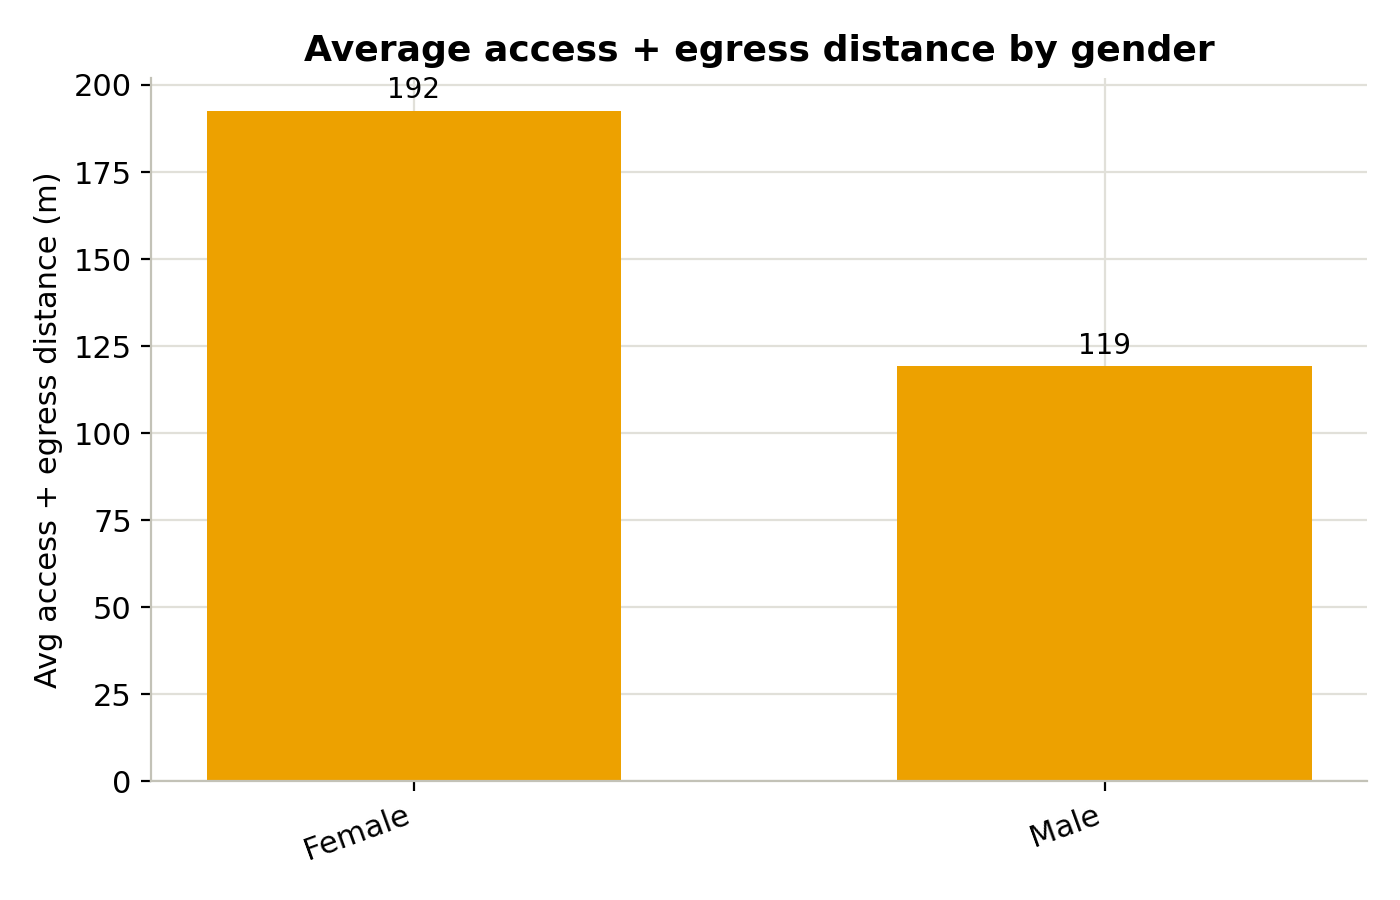 Average access + egress distance by gender
Avg access + egress distance (m)
200
175
150
125
100
75
50
25
0
192
119
Female
Male